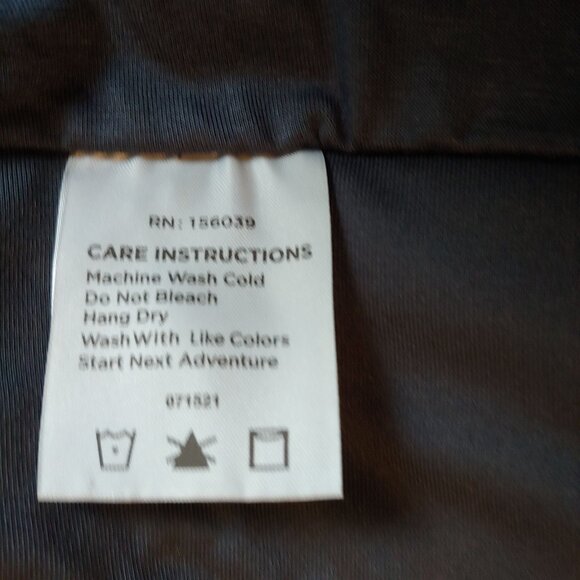 RN: 156039
CARE INSTRUCTIONS
Machine Wash Cold
Do Not Bleach
Hang Dry
Wash With Like Colors
Start Next Adventure
071521